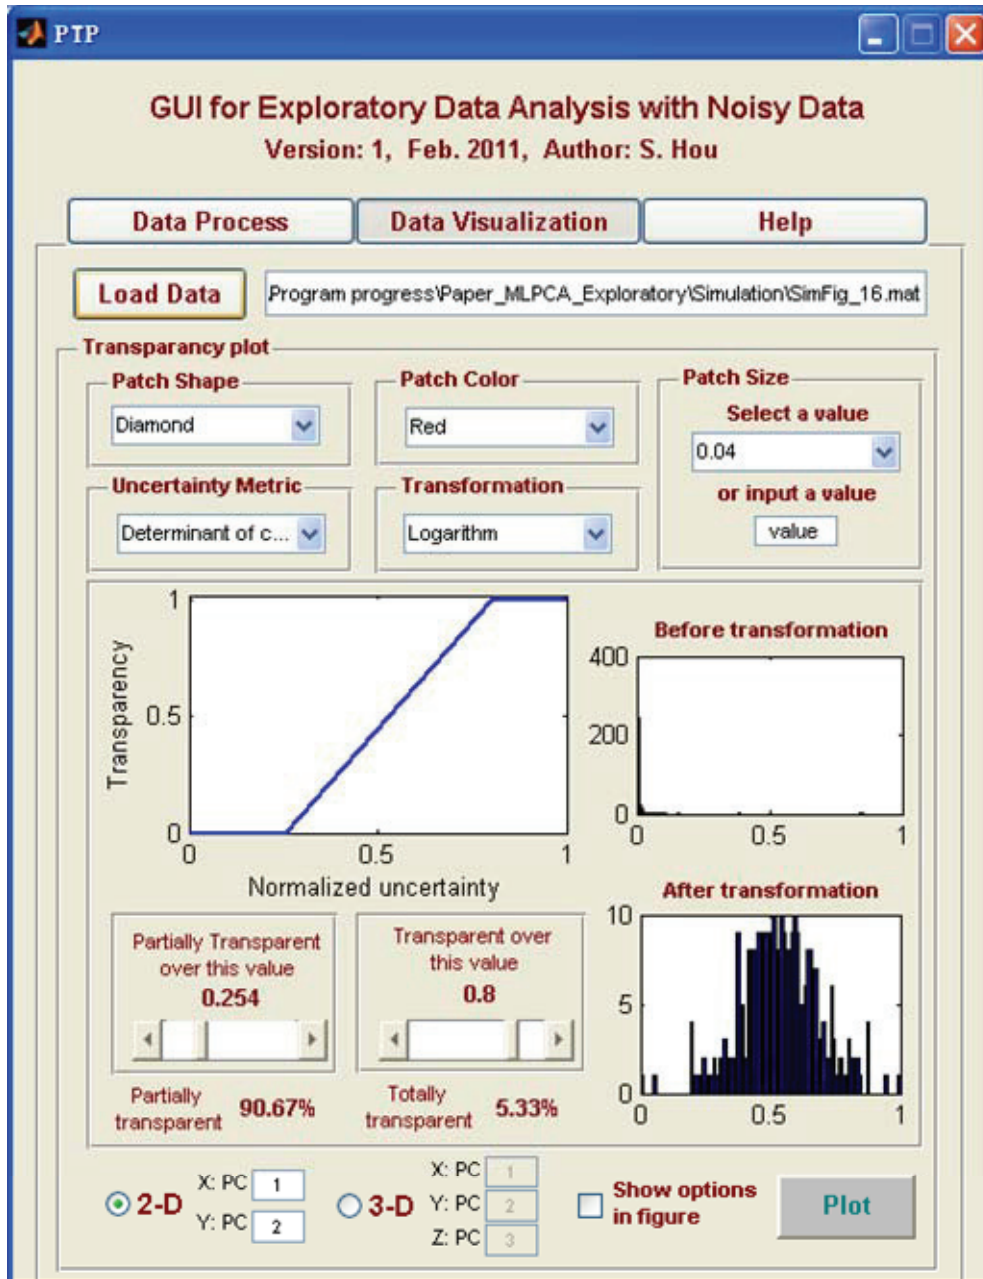 PTP
GUI for Exploratory Data Analysis with Noisy Data
Version: 1, Feb. 2011, Author: S. Hou
Data Process
Data Visualization
Help
Load Data
Program progress\Paper_MLPCA_Exploratory\Simulation\SimFig_16.mat
Transparancy plot
Patch Shape
Diamond
Patch Color
Red
Patch Size
Select a value
0.04
or input a value
value
Uncertainty Metric
Determinant of c...
Transformation
Logarithm
Transparency
1
0.5
0
0
0.5
1
Normalized uncertainty
Before transformation
400
200
0
0
0.5
1
After transformation
10
5
0
0
0.5
1
Partially Transparent
over this value
0.254
Transparent over
this value
0.8
Partially
transparent
90.67%
Totally
transparent
5.33%
2-D
X: PC 1
Y: PC 2
3-D
X: PC 1
Y: PC 2
Z: PC 3
Show options
in figure
Plot